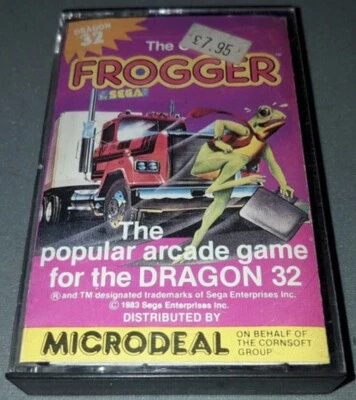 DRAGON
32
The
£7.95
FROGGER™
SEGA
The
popular arcade game
for the DRAGON 32
® and TM designated trademarks of Sega Enterprises Inc.
© 1983 Sega Enterprises Inc.
DISTRIBUTED BY
MICRODEAL
ON BEHALF OF
THE CORNSOFT
GROUP